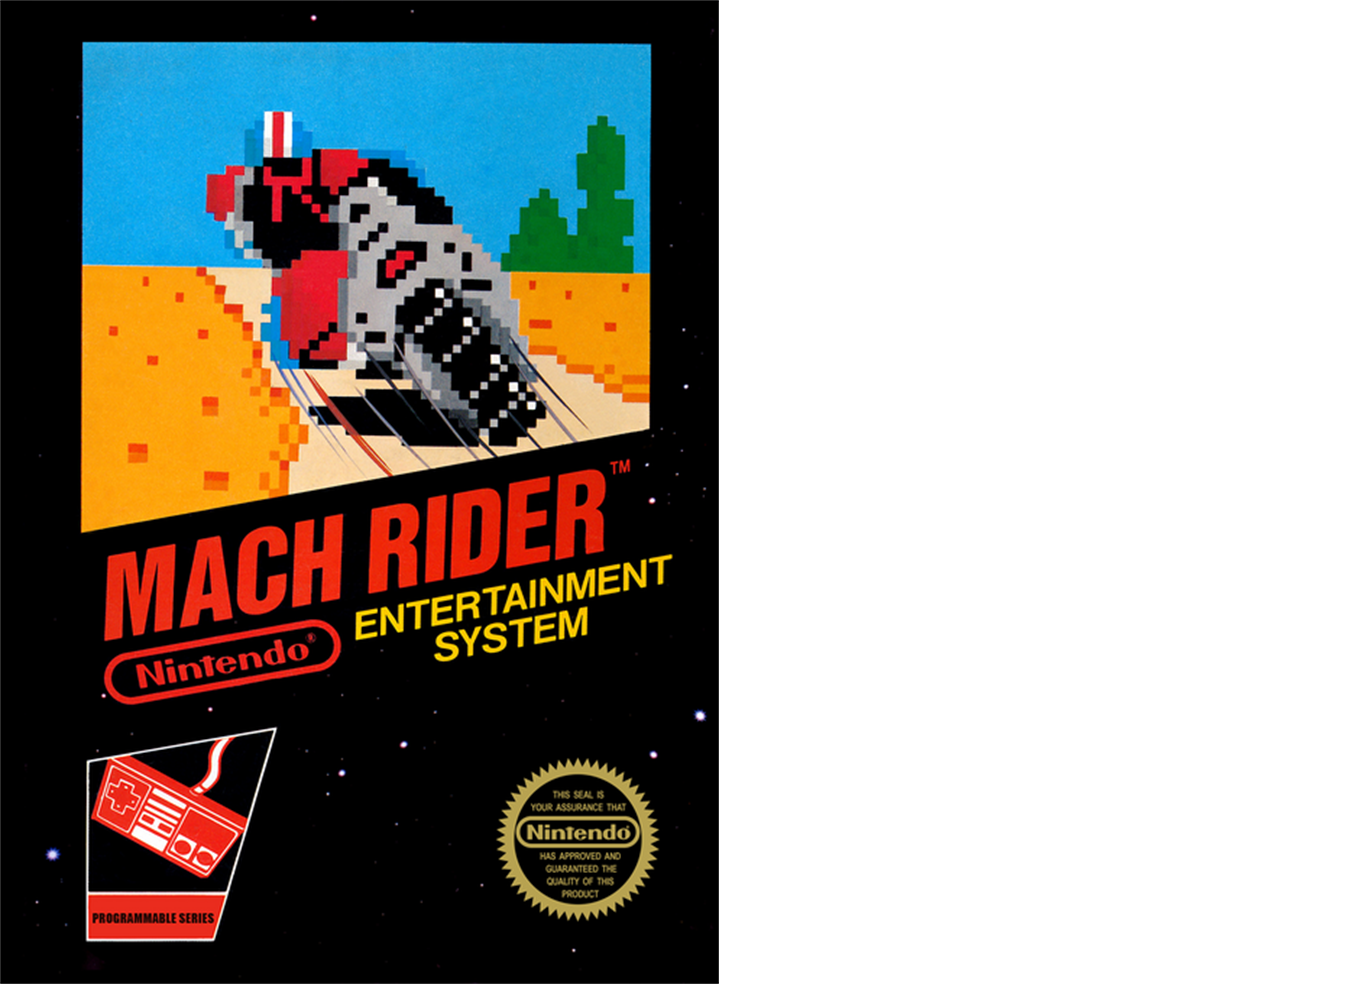 MACH RIDER™
Nintendo®
ENTERTAINMENT
SYSTEM
PROGRAMMABLE SERIES
THIS SEAL IS
YOUR ASSURANCE THAT
Nintendo®
HAS APPROVED AND
GUARANTEED THE
QUALITY OF THIS
PRODUCT